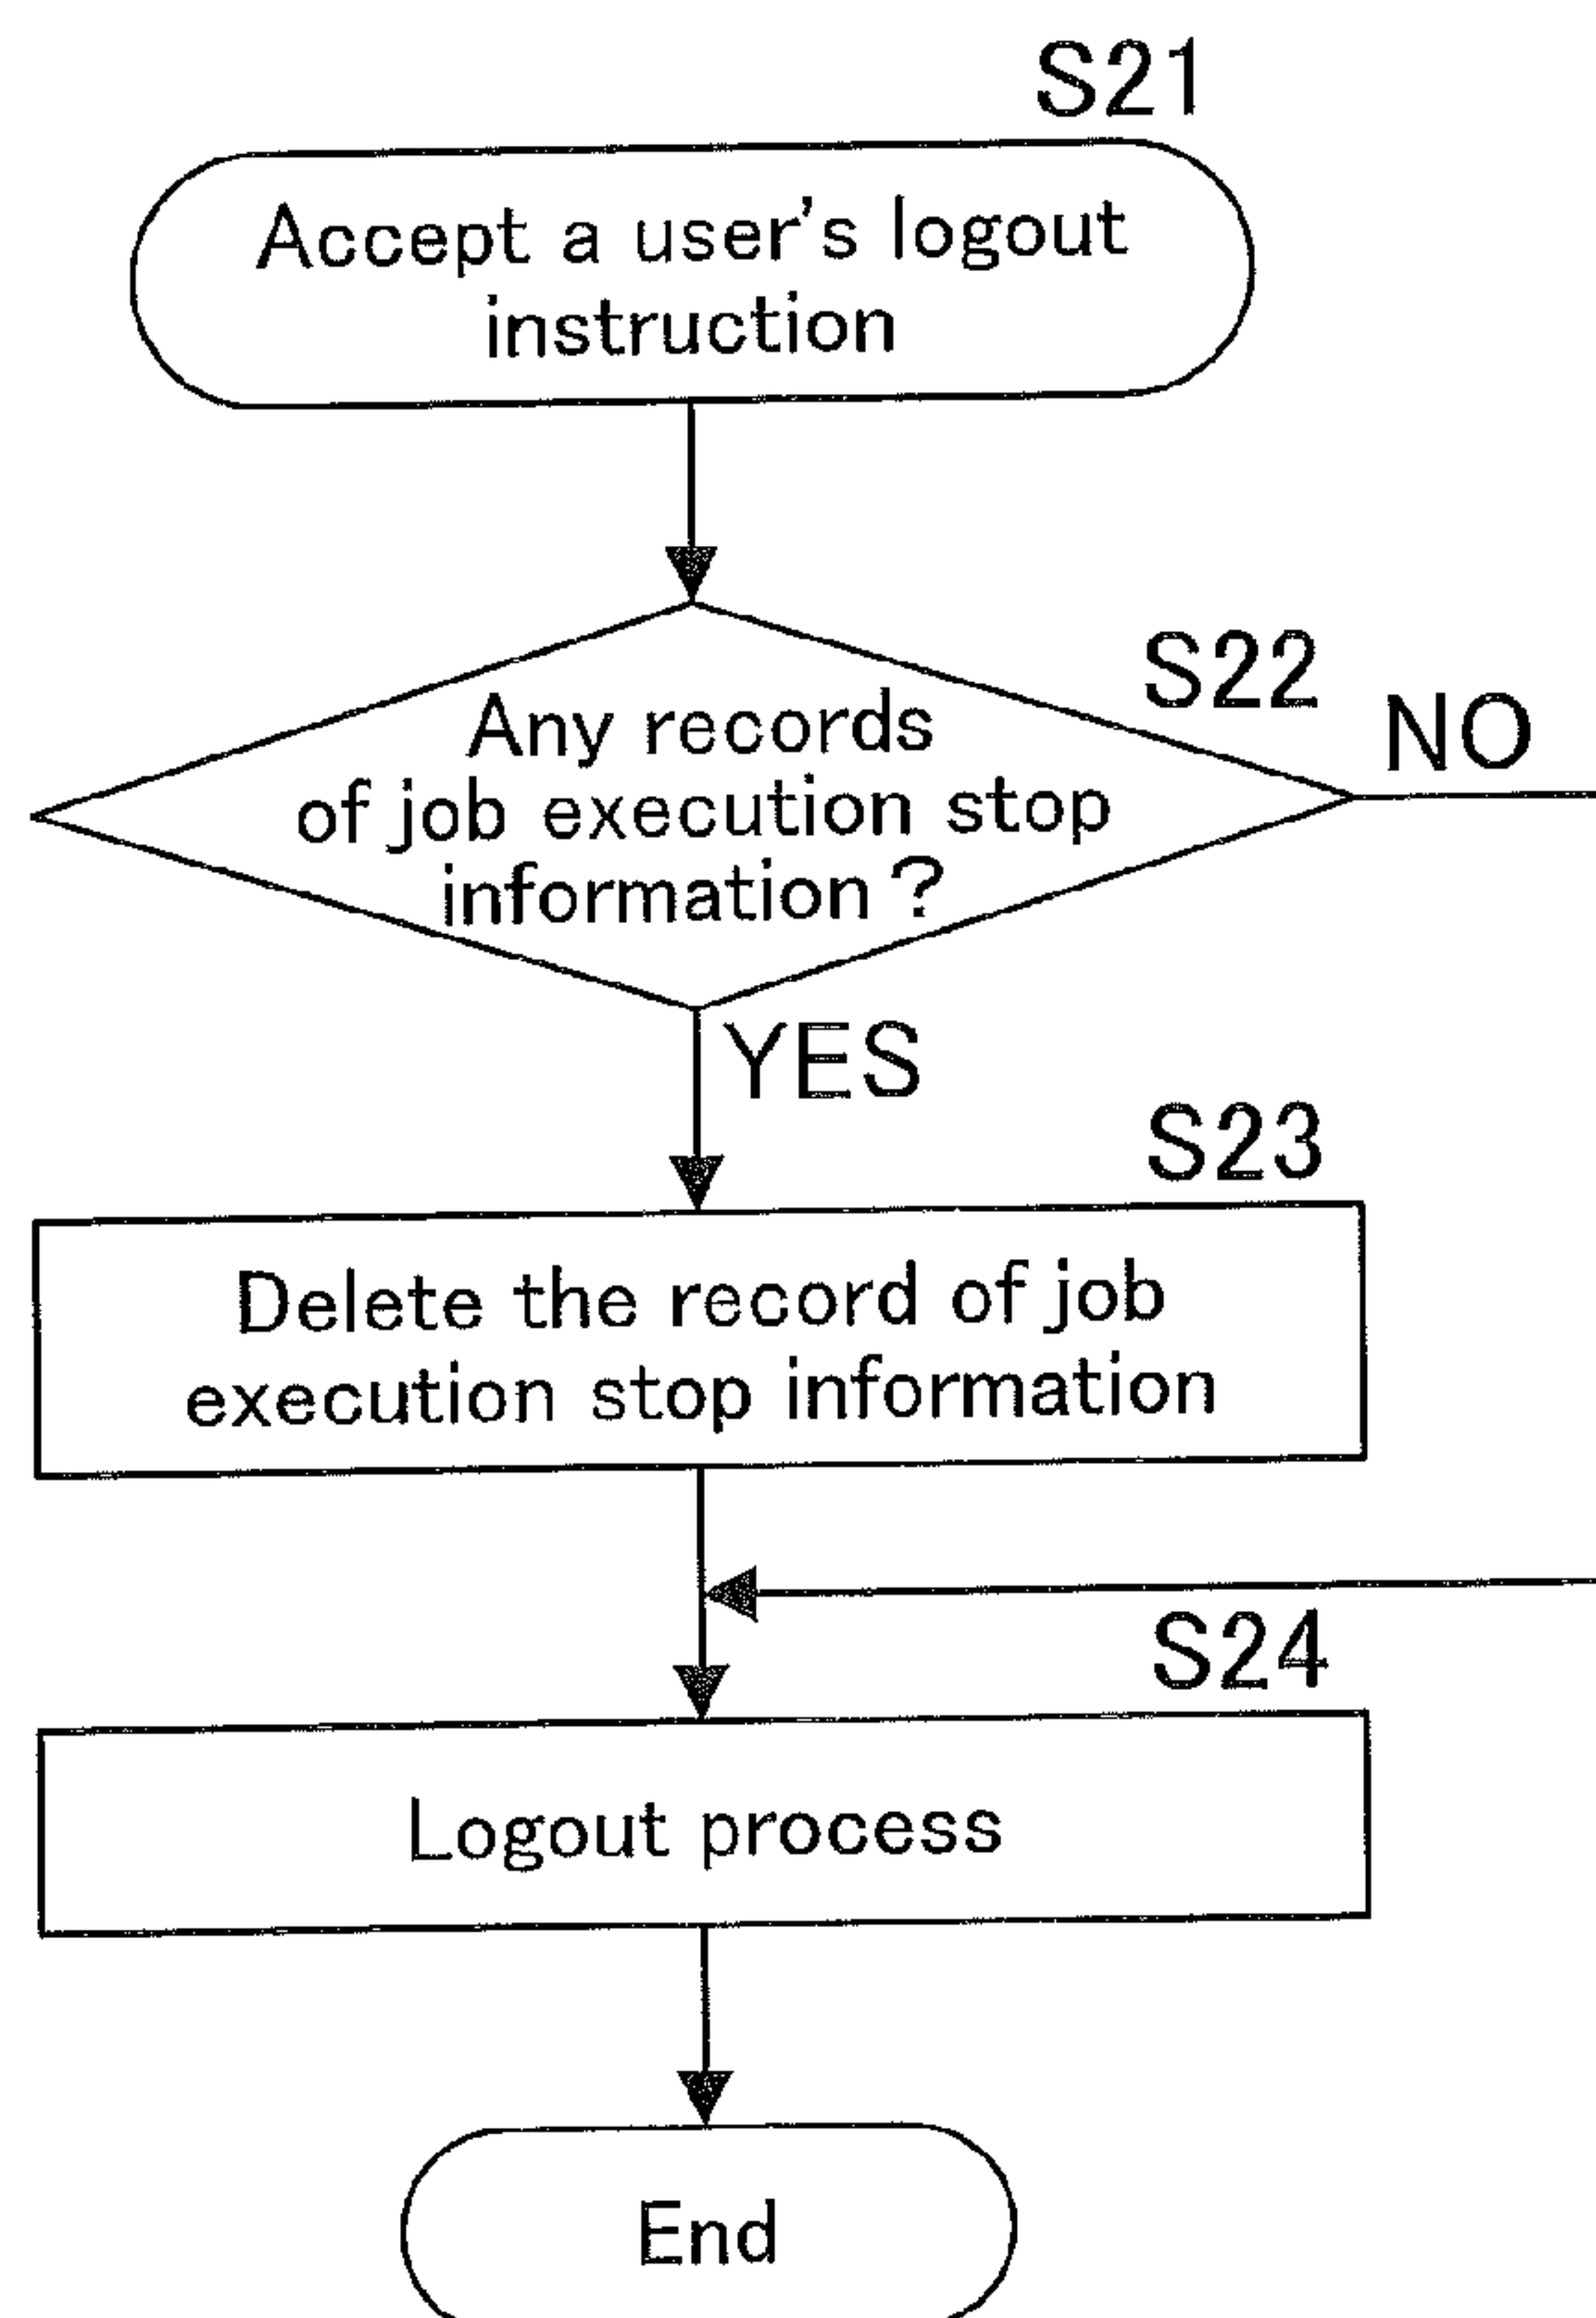 S21
Accept a user's logout
instruction
S22
NO
Any records
of job execution stop
information ?
YES
S23
Delete the record of job
execution stop information
S24
Logout process
End